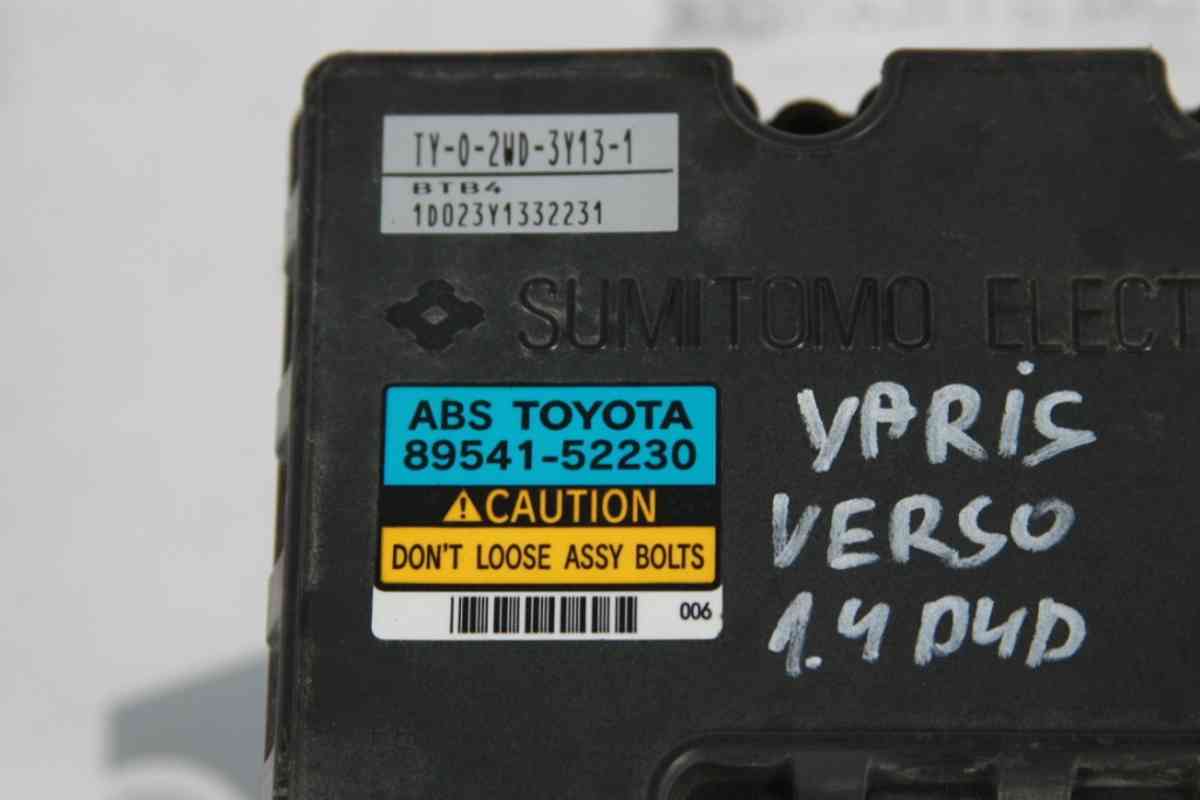 TY-0-2WD-3Y13-1
BTB4
1D023Y1332231
SUMITOMO ELECT
ABS TOYOTA
89541-52230
CAUTION
DON'T LOOSE ASSY BOLTS
006
YARiS
VERSO
1.4 D4D